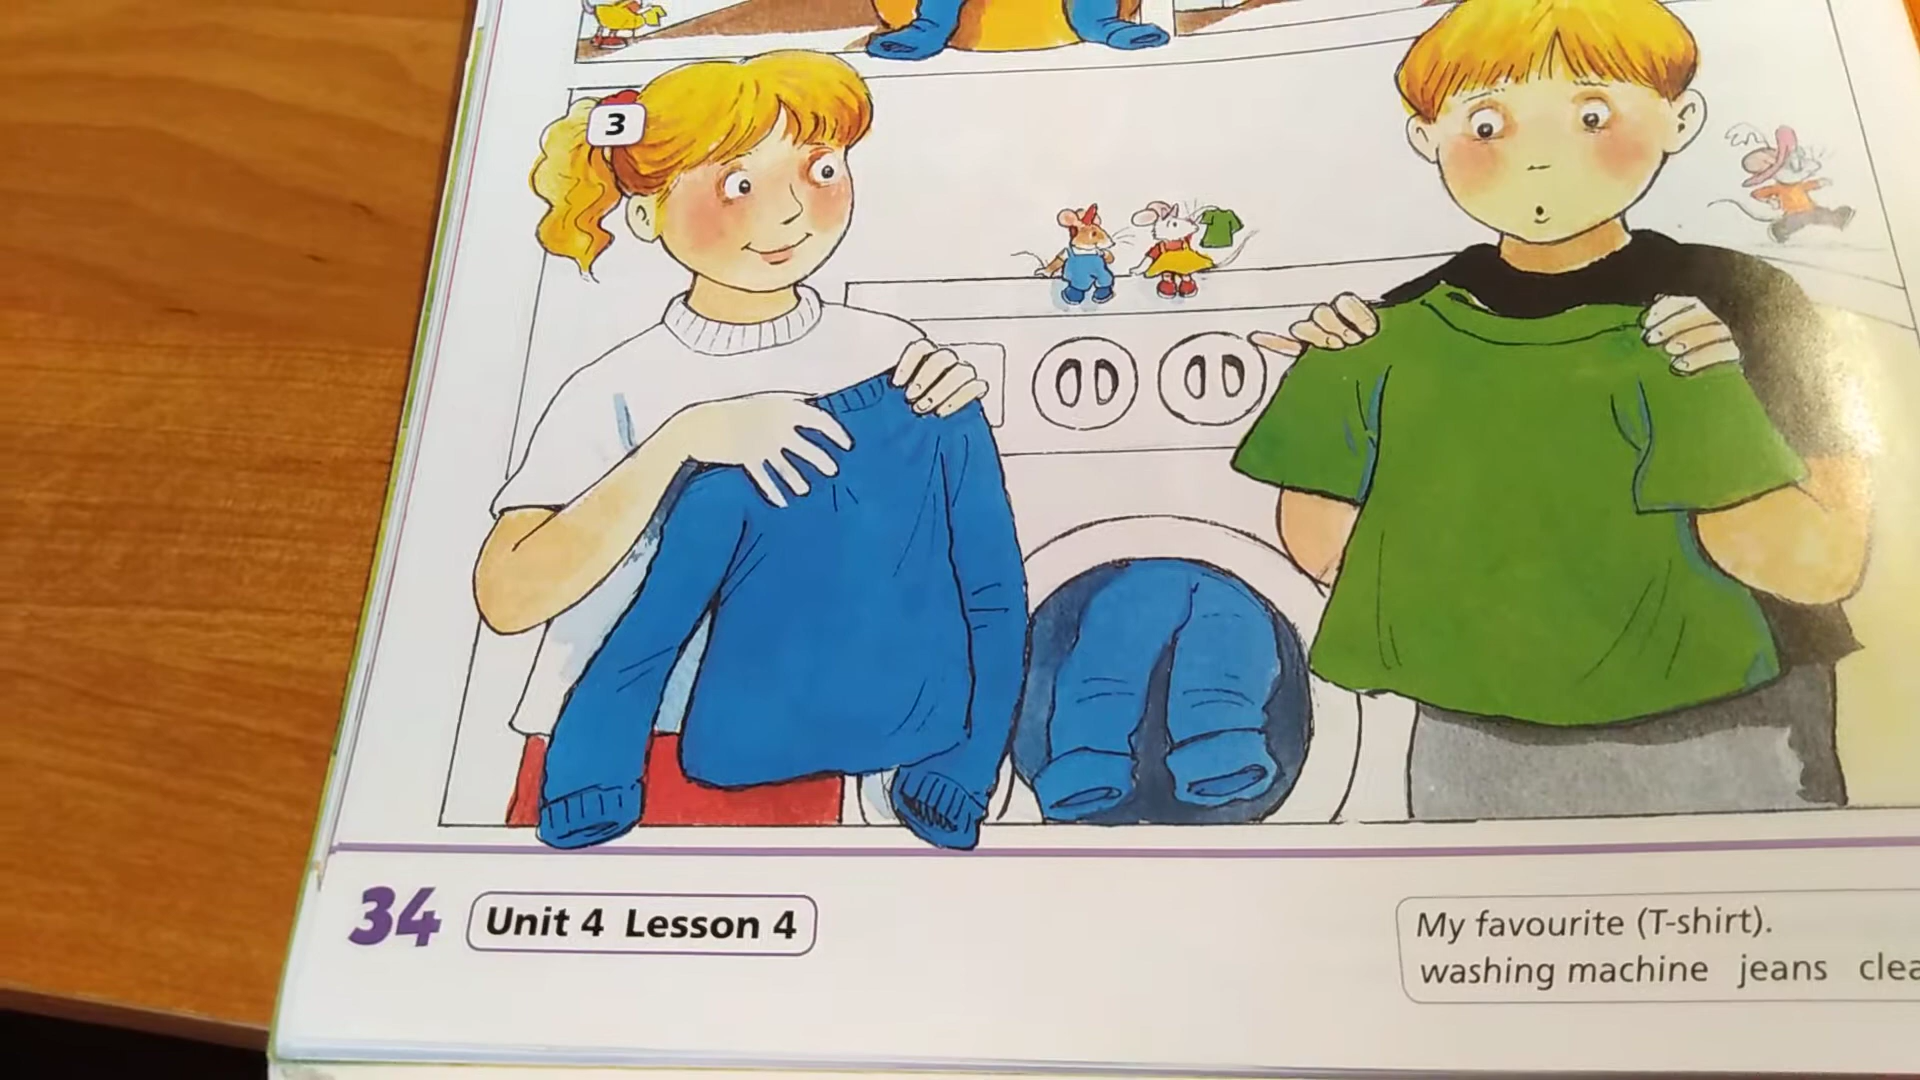 3
34 Unit 4 Lesson 4
My favourite (T-shirt).
washing machine jeans